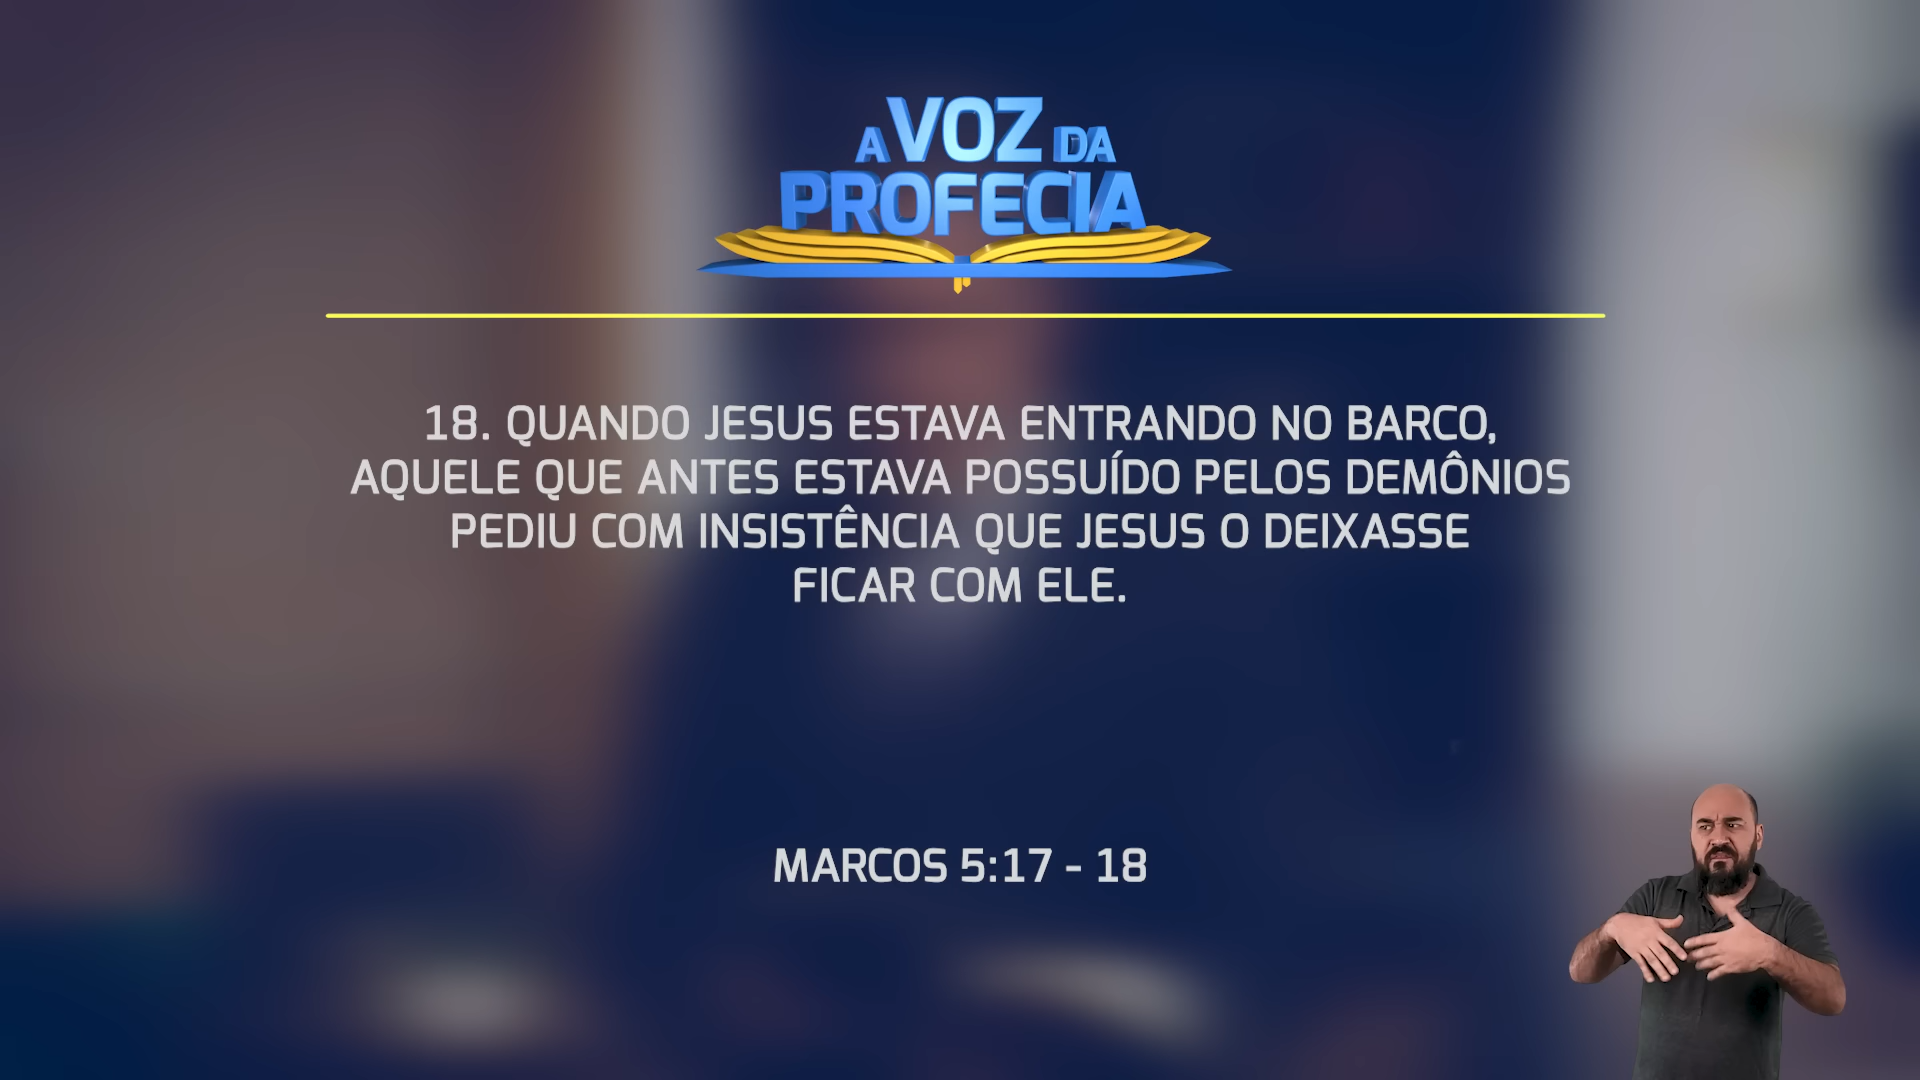 A VOZ DA
PROFECIA
18. QUANDO JESUS ESTAVA ENTRANDO NO BARCO,
AQUELE QUE ANTES ESTAVA POSSUÍDO PELOS DEMÔNIOS
PEDIU COM INSISTÊNCIA QUE JESUS O DEIXASSE
FICAR COM ELE.
MARCOS 5:17 - 18